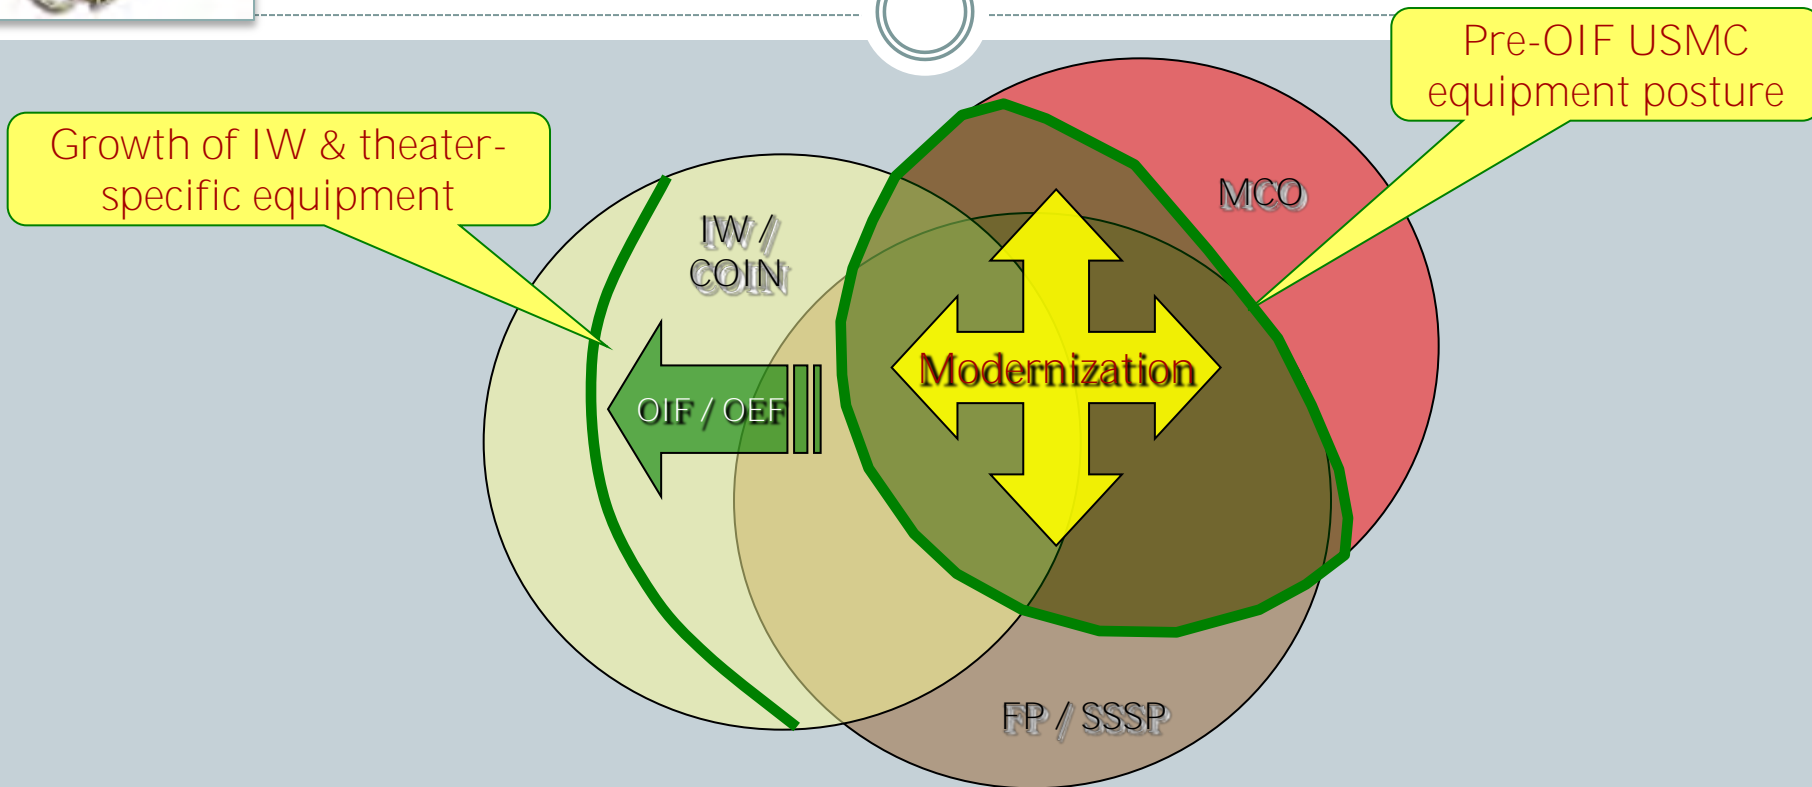 Pre-OIF USMC
equipment posture
Growth of IW & theater-
specific equipment
MCO
IW /
COIN
Modernization
OIF / OEF
FP / SSSP